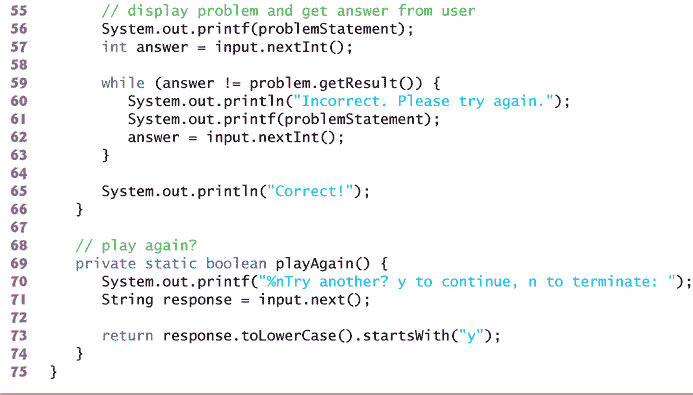 55 // display problem and get answer from user
56 System.out.printf(problemStatement);
57 int answer = input.nextInt();
58
59 while (answer != problem.getResult()) {
60 System.out.println("Incorrect. Please try again.");
61 System.out.printf(problemStatement);
62 answer = input.nextInt();
63 }
64
65 System.out.println("Correct!");
66 }
67
68 // play again?
69 private static boolean playAgain() {
70 System.out.printf("%nTry another? y to continue, n to terminate: ");
71 String response = input.next();
72
73 return response.toLowerCase().startsWith("y");
74 }
75 }